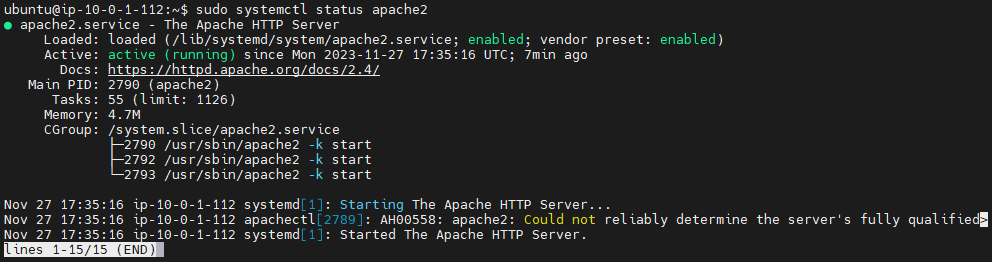 ubuntu@ip-10-0-1-112:~$ sudo systemctl status apache2
● apache2.service - The Apache HTTP Server
     Loaded: loaded (/lib/systemd/system/apache2.service; enabled; vendor preset: enabled)
     Active: active (running) since Mon 2023-11-27 17:35:16 UTC; 7min ago
       Docs: https://httpd.apache.org/docs/2.4/
   Main PID: 2790 (apache2)
      Tasks: 55 (limit: 1126)
     Memory: 4.7M
     CGroup: /system.slice/apache2.service
             ├─2790 /usr/sbin/apache2 -k start
             ├─2792 /usr/sbin/apache2 -k start
             └─2793 /usr/sbin/apache2 -k start
Nov 27 17:35:16 ip-10-0-1-112 systemd[1]: Starting The Apache HTTP Server...
Nov 27 17:35:16 ip-10-0-1-112 apachectl[2789]: AH00558: apache2: Could not reliably determine the server's fully qualified>
Nov 27 17:35:16 ip-10-0-1-112 systemd[1]: Started The Apache HTTP Server.
lines 1-15/15 (END)